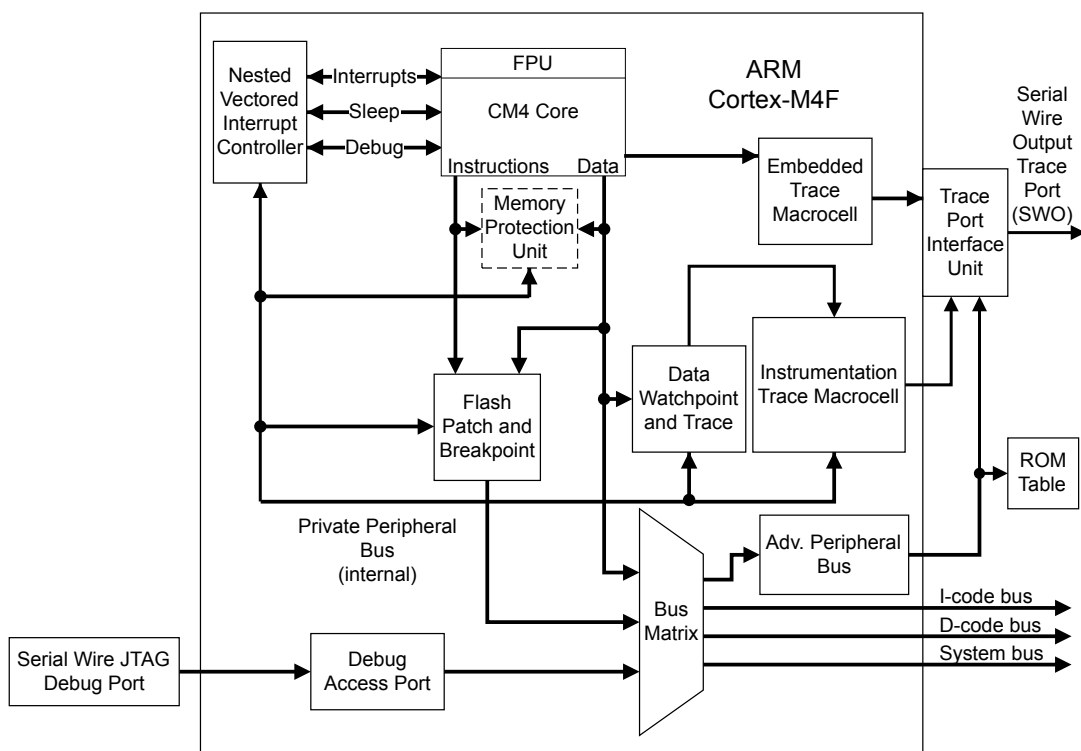 Nested
Vectored
Interrupt
Controller
Interrupts
Sleep
Debug
FPU
CM4 Core
Instructions
Data
ARM
Cortex-M4F
Memory
Protection
Unit
Embedded
Trace
Macrocell
Trace
Port
Interface
Unit
Serial
Wire
Output
Trace
Port
(SWO)
Flash
Patch and
Breakpoint
Data
Watchpoint
and Trace
Instrumentation
Trace Macrocell
ROM
Table
Private Peripheral
Bus
(internal)
Bus
Matrix
Adv. Peripheral
Bus
I-code bus
D-code bus
System bus
Serial Wire JTAG
Debug Port
Debug
Access Port